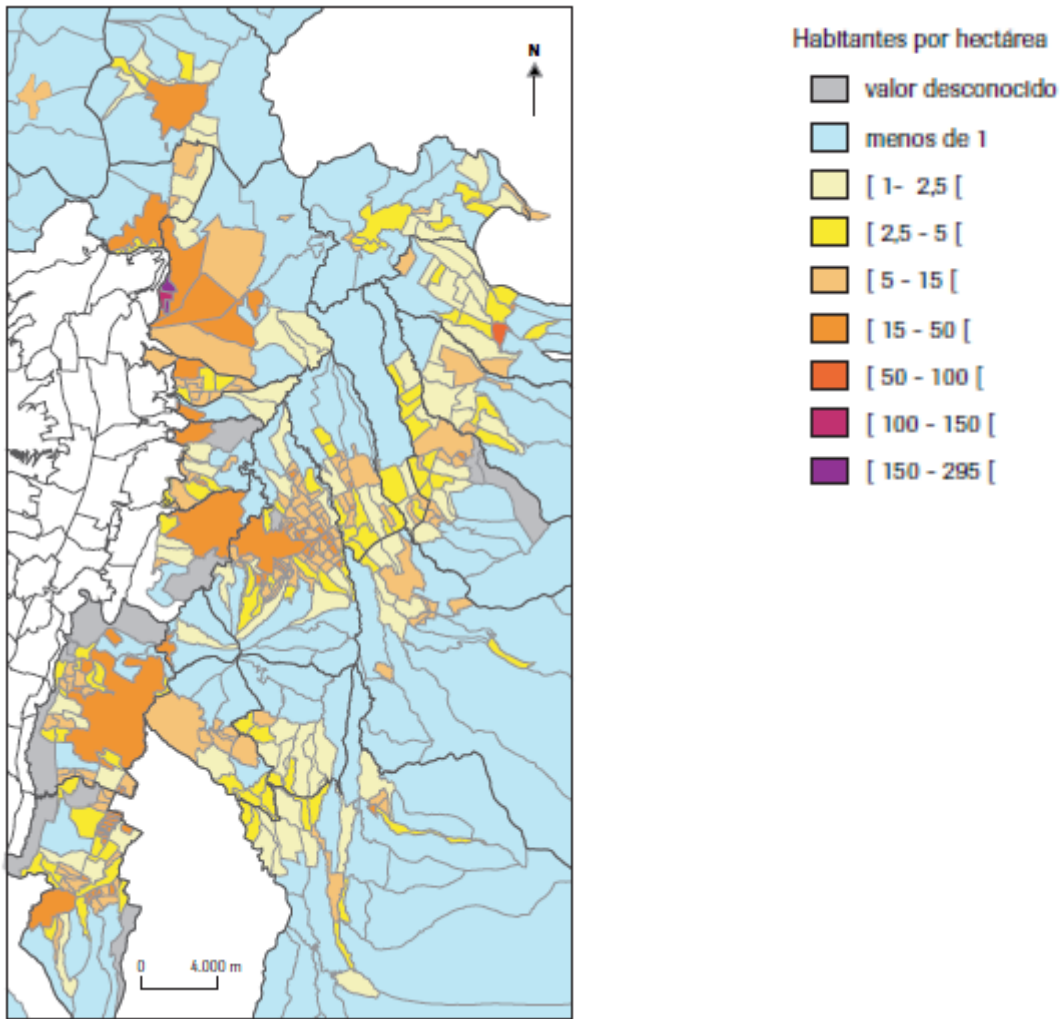 N
0 4.000 m
Habitantes por hectárea
valor desconocido
menos de 1
[ 1- 2,5 [
[ 2,5 - 5 [
[ 5 - 15 [
[ 15 - 50 [
[ 50 - 100 [
[ 100 - 150 [
[ 150 - 295 [